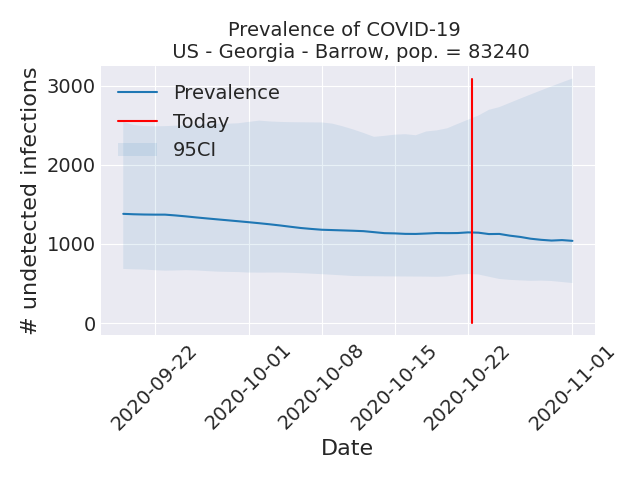 Prevalence of COVID-19
US - Georgia - Barrow, pop. = 83240
# undetected infections
3000
2000
1000
0
Prevalence
Today
95CI
2020-09-22
2020-10-01
2020-10-08
2020-10-15
2020-10-22
2020-11-01
Date